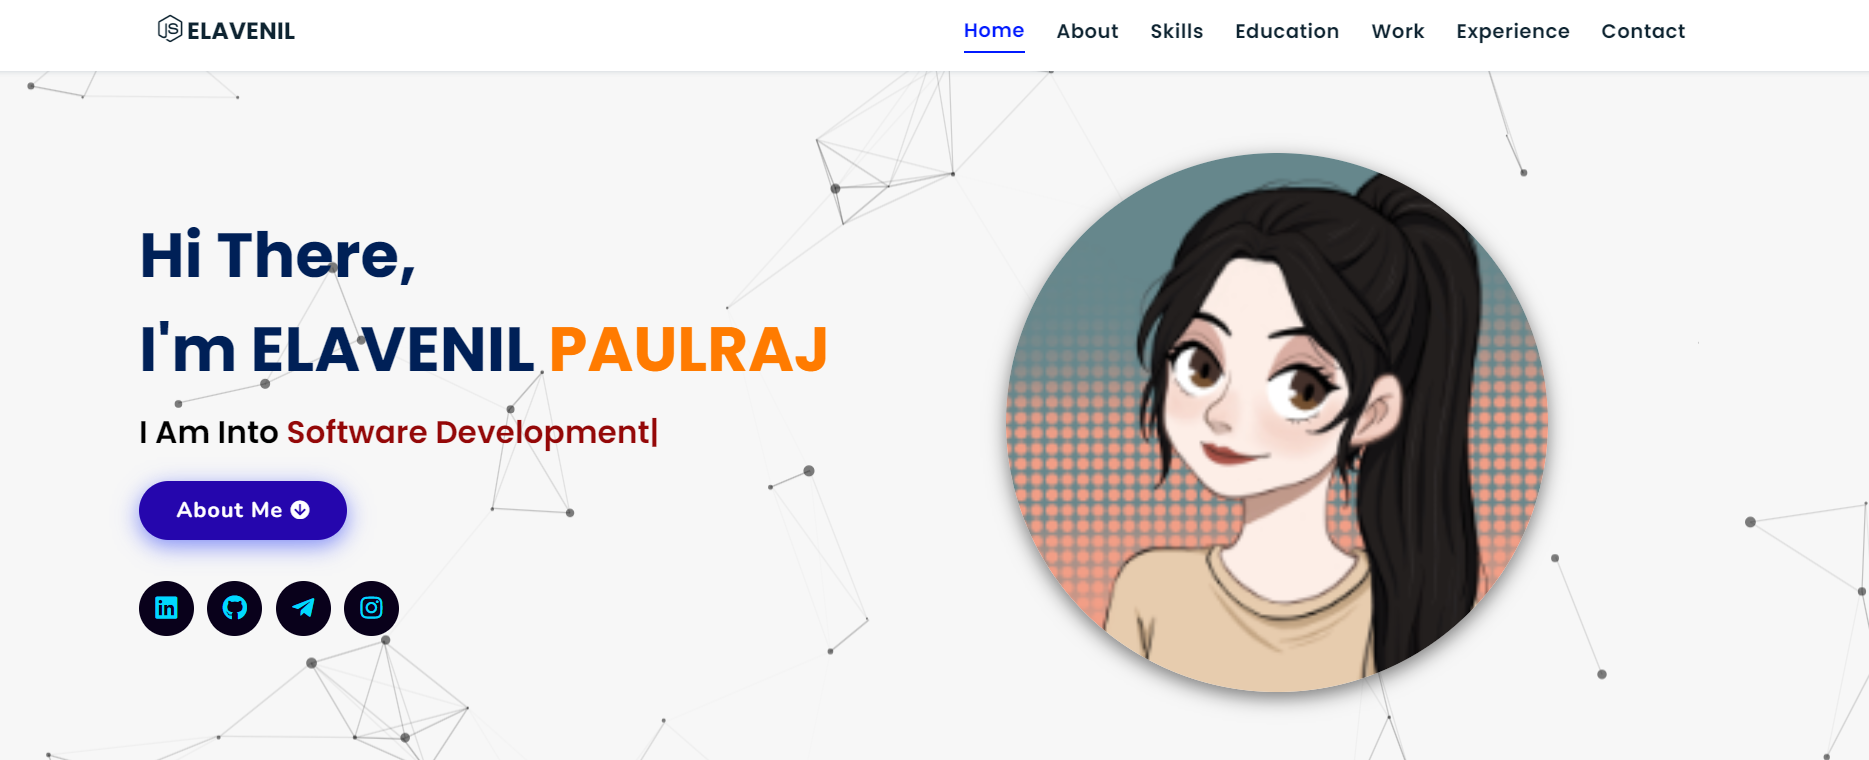 ELAVENIL
Home About Skills Education Work Experience Contact
Hi There,
I'm ELAVENIL PAULRAJ
I Am Into Software Development|
About Me